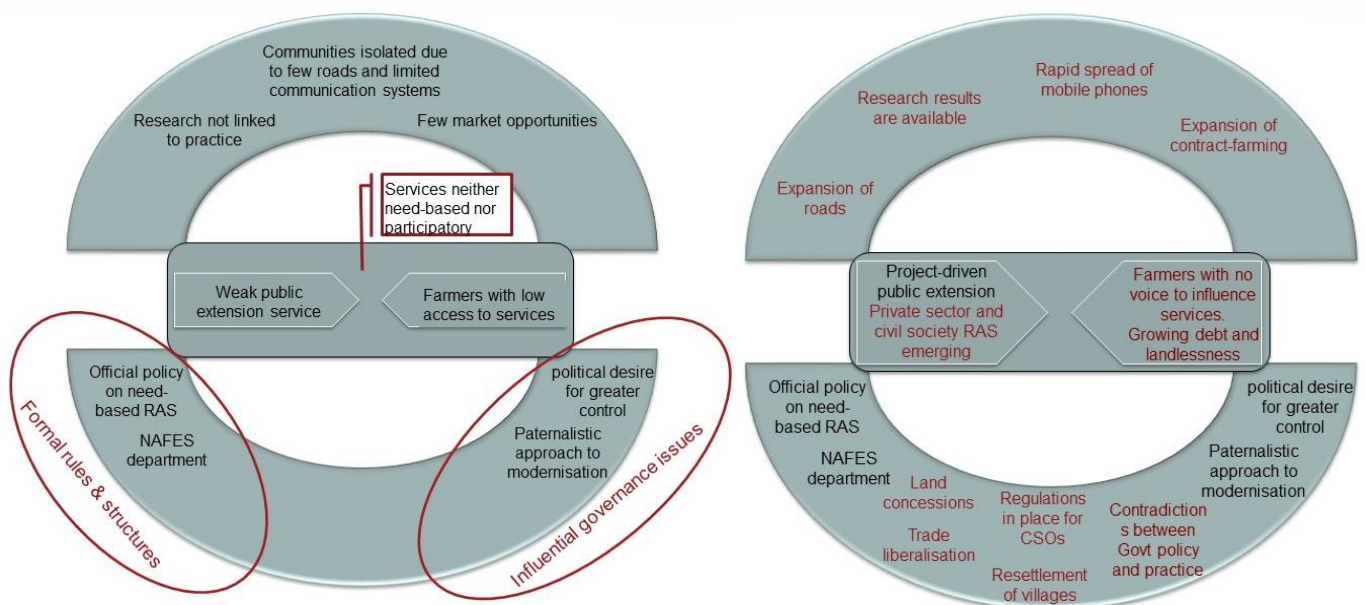 Communities isolated due
to few roads and limited
communication systems
Research not linked
to practice
Few market opportunities
Services neither
need-based nor
participatory
Weak public
extension service
Farmers with low
access to services
Official policy
on need-
based RAS
NAFES
department
political desire
for greater
control
Paternalistic
approach to
modernisation
Formal rules & structures
Influential governance issues
Rapid spread of
mobile phones
Research results
are available
Expansion of
contract-farming
Expansion of
roads
Project-driven
public extension
Private sector and
civil society RAS
emerging
Farmers with no
voice to influence
services.
Growing debt and
landlessness
Official policy
on need-
based RAS
NAFES
department
Land
concessions
Trade
liberalisation
Regulations
in place for
CSOs
Resettlement
of villages
Contradiction
s between
Govt policy
and practice
political desire
for greater
control
Paternalistic
approach to
modernisation